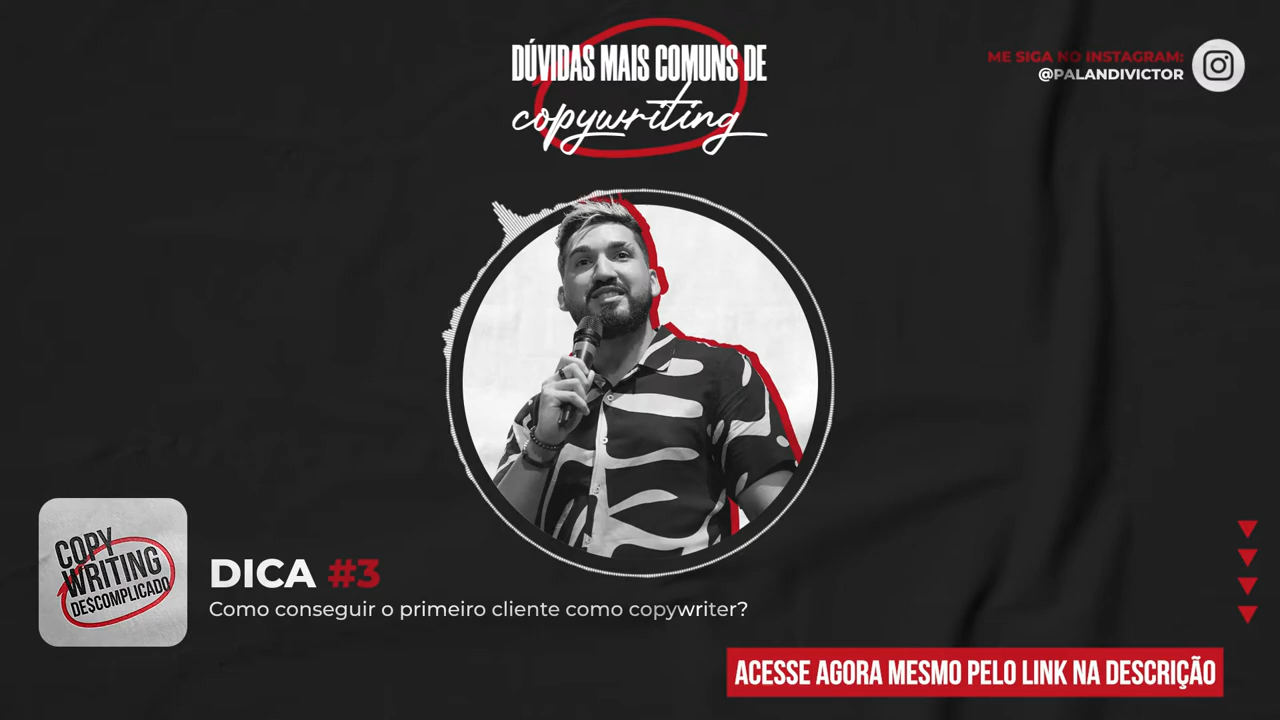 DÚVIDAS MAIS COMUNS DE
copywriting
ME SIGA NO INSTAGRAM:
@PALANDIVICTOR
COPY
WRITING
DESCOMPLICADO
DICA #3
Como conseguir o primeiro cliente como copywriter?
ACESSE AGORA MESMO PELO LINK NA DESCRIÇÃO